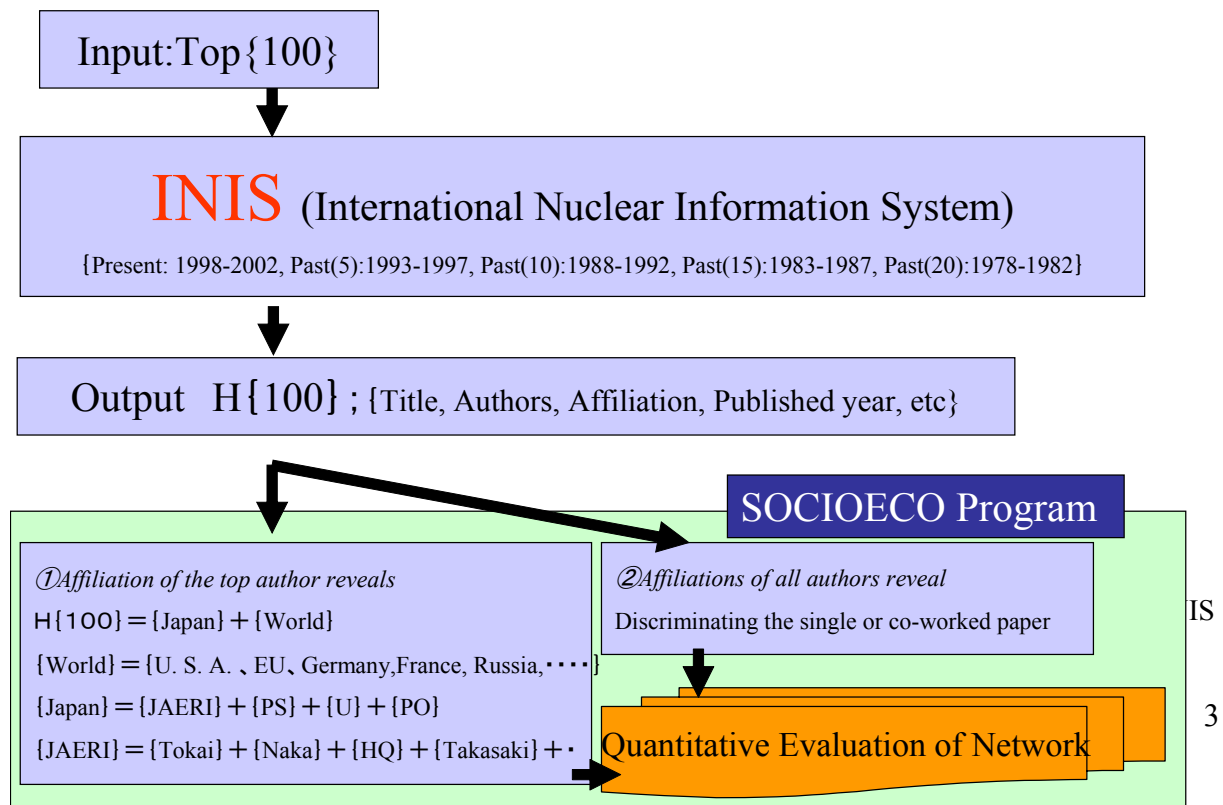 Input:Top{100}
INIS (International Nuclear Information System)
{Present: 1998-2002, Past(5):1993-1997, Past(10):1988-1992, Past(15):1983-1987, Past(20):1978-1982}
Output H{100} ; {Title, Authors, Affiliation, Published year, etc}
SOCIOECO Program
①Affiliation of the top author reveals
H{100}={Japan}+{World}
{World}={U. S. A. 、EU、Germany,France, Russia,・・・・}
{Japan}={JAERI}+{PS}+{U}+{PO}
{JAERI}={Tokai}+{Naka}+{HQ}+{Takasaki}+・
②Affiliations of all authors reveal
Discriminating the single or co-worked paper
Quantitative Evaluation of Network
IS
3